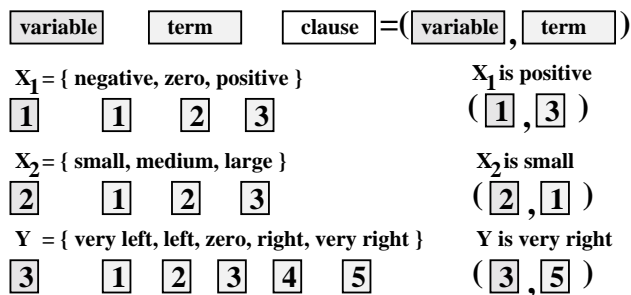 variable term clause =( variable , term )
X1 = { negative, zero, positive } X1 is positive
1 1 2 3 ( 1 , 3 )
X2 = { small, medium, large } X2 is small
2 1 2 3 ( 2 , 1 )
Y = { very left, left, zero, right, very right } Y is very right
3 1 2 3 4 5 ( 3 , 5 )